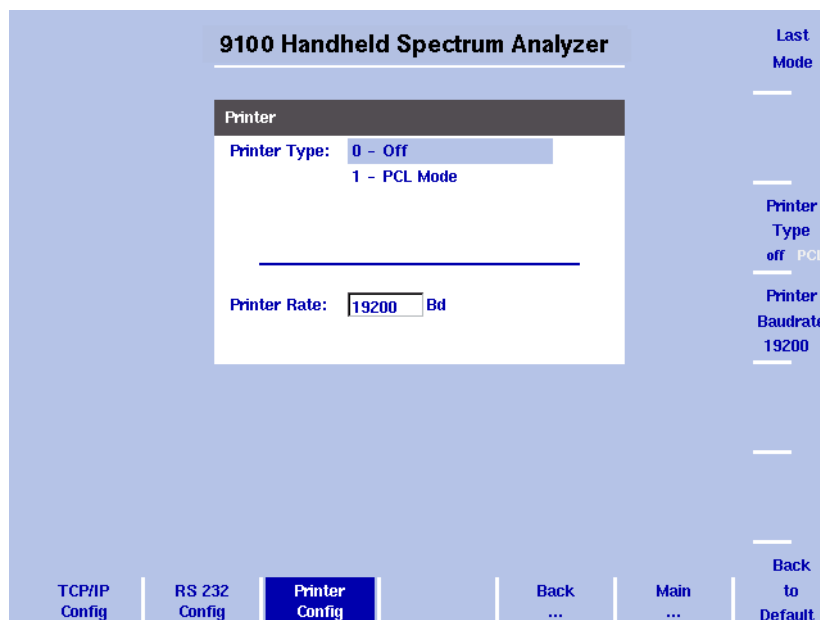 9100 Handheld Spectrum Analyzer
Last
Mode
Printer
Printer Type: 0 - Off
1 - PCL Mode
Printer
Type
off PCL
Printer Rate: 19200 Bd
Printer
Baudrate
19200
TCP/IP
Config
RS 232
Config
Printer
Config
Back
...
Main
...
Back
to
Default